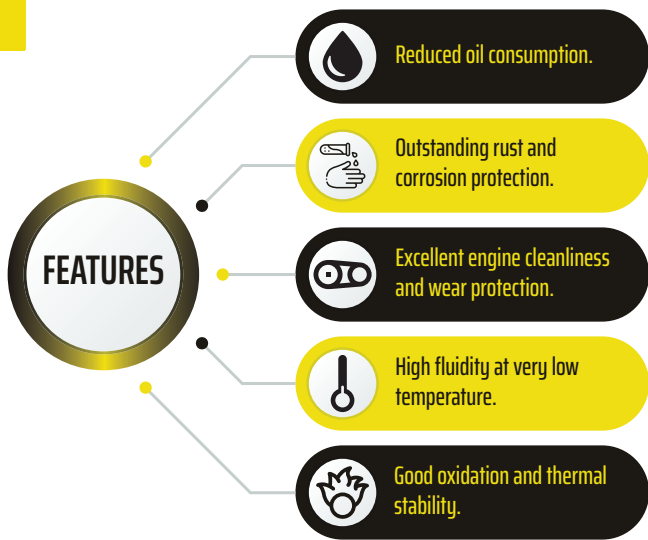 Reduced oil consumption.
Outstanding rust and
corrosion protection.
FEATURES
Excellent engine cleanliness
and wear protection.
High fluidity at very low
temperature.
Good oxidation and thermal
stability.